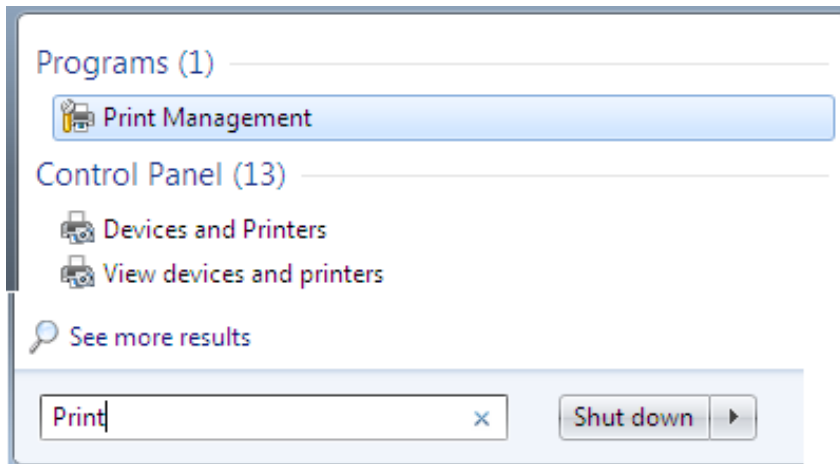 Programs (1)
Print Management
Control Panel (13)
Devices and Printers
View devices and printers
See more results
Print
Shut down